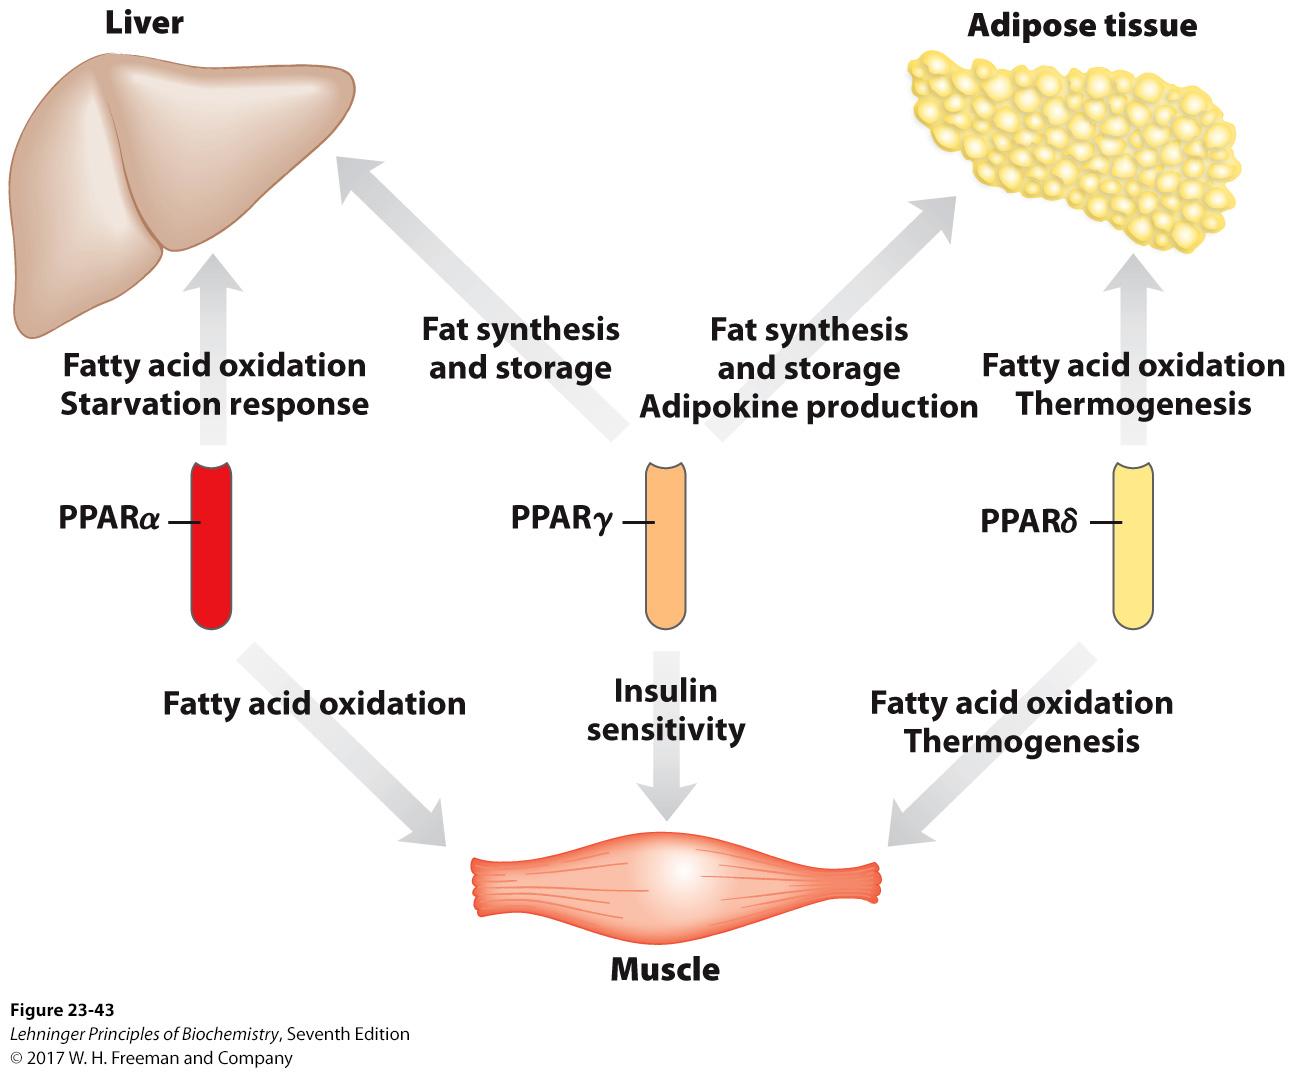 Liver
Adipose tissue
Fat synthesis
and storage
Fat synthesis
and storage
Adipokine production
Fatty acid oxidation
Starvation response
Fatty acid oxidation
Thermogenesis
PPARα
PPARγ
PPARδ
Fatty acid oxidation
Insulin
sensitivity
Fatty acid oxidation
Thermogenesis
Muscle
Figure 23-43
Lehninger Principles of Biochemistry, Seventh Edition
© 2017 W. H. Freeman and Company